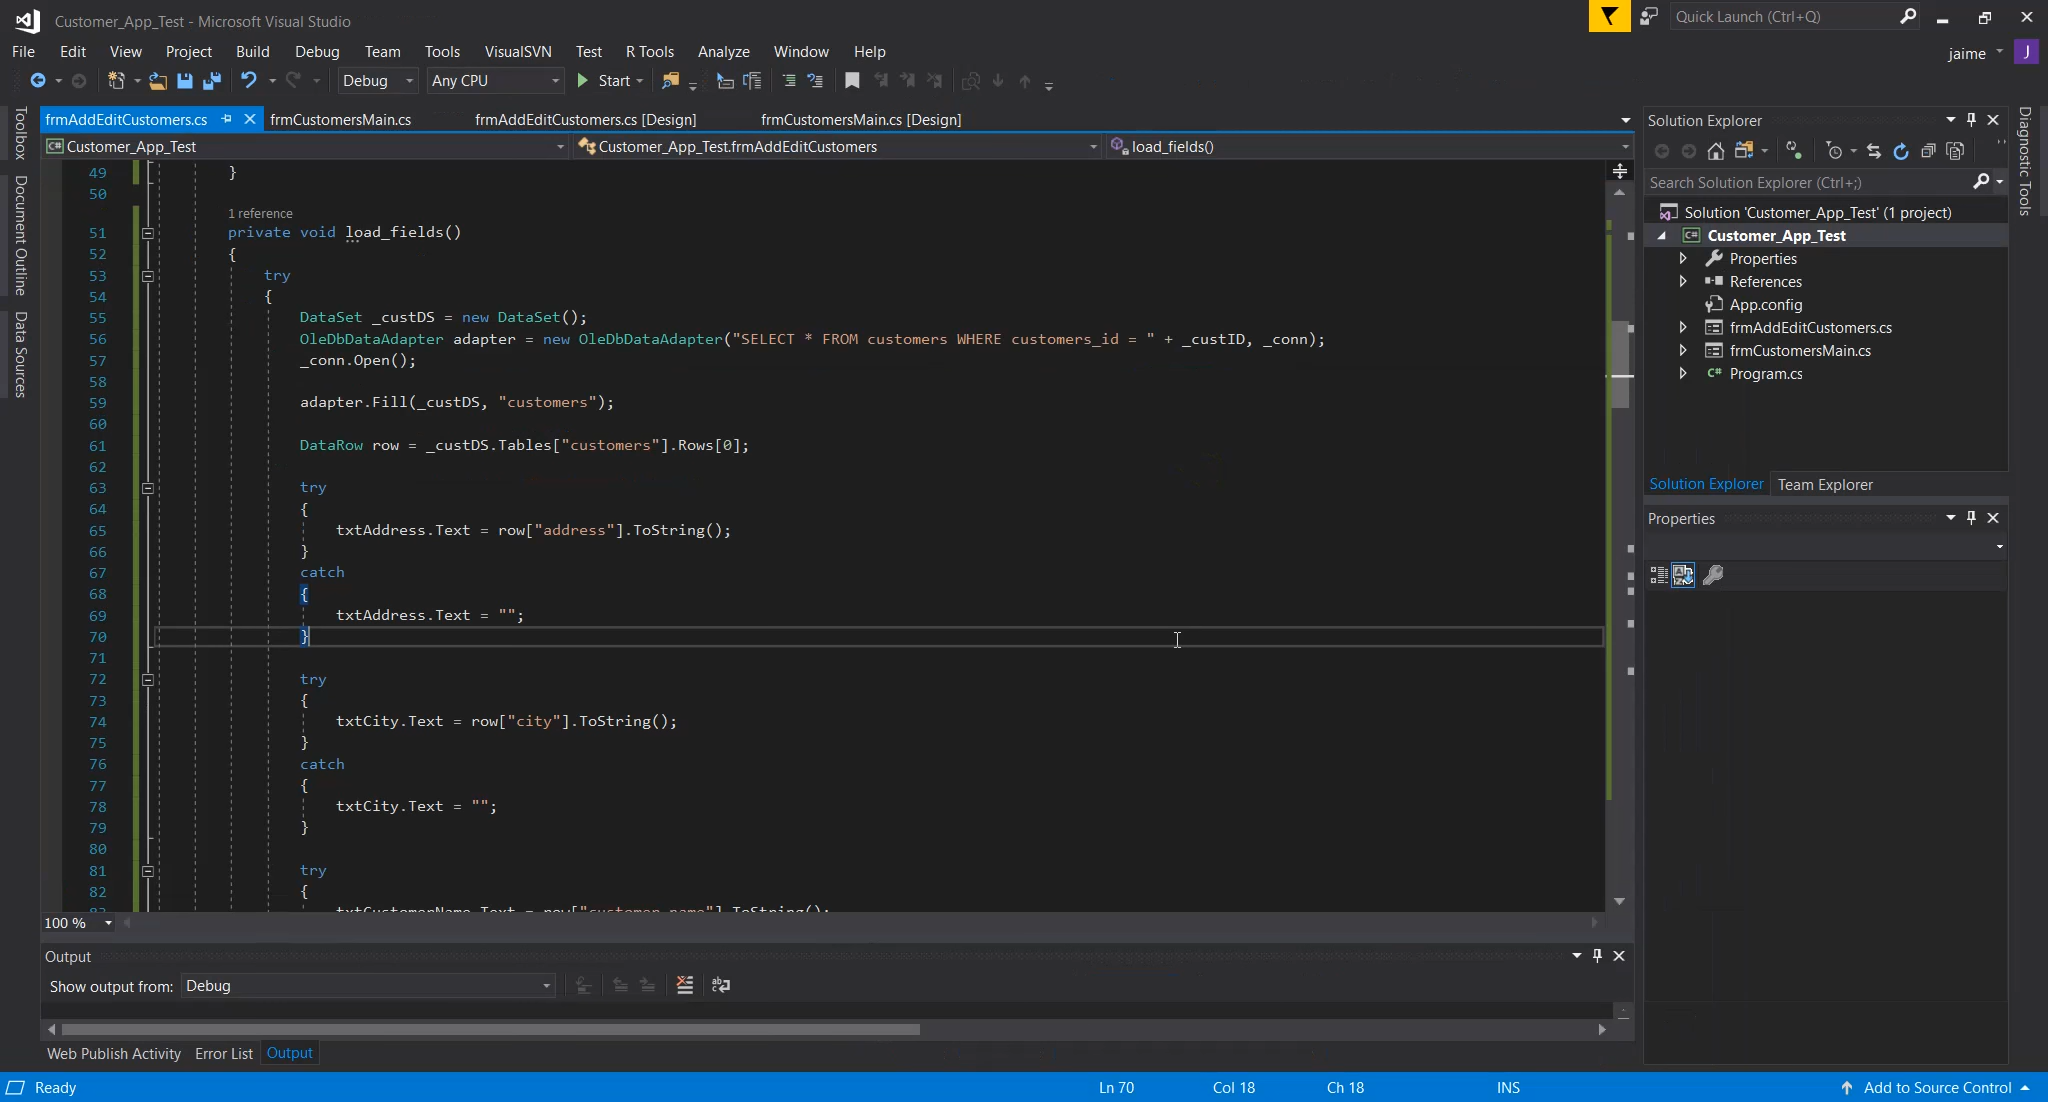 Customer_App_Test - Microsoft Visual Studio
Quick Launch (Ctrl+Q)
File Edit View Project Build Debug Team Tools VisualSVN Test R Tools Analyze Window Help
jaime J
Debug Any CPU Start
frmAddEditCustomers.cs frmCustomersMain.cs frmAddEditCustomers.cs [Design] frmCustomersMain.cs [Design]
C# Customer_App_Test Customer_App_Test.frmAddEditCustomers load_fields()
Toolbox
Document Outline
Data Sources
49 }
50
1 reference
51 private void load_fields()
52 {
53 try
54 {
55 DataSet _custDS = new DataSet();
56 OleDbDataAdapter adapter = new OleDbDataAdapter("SELECT * FROM customers WHERE customers_id = " + _custID, _conn);
57 _conn.Open();
58
59 adapter.Fill(_custDS, "customers");
60
61 DataRow row = _custDS.Tables["customers"].Rows[0];
62
63 try
64 {
65 txtAddress.Text = row["address"].ToString();
66 }
67 catch
68 {
69 txtAddress.Text = "";
70 }
71
72 try
73 {
74 txtCity.Text = row["city"].ToString();
75 }
76 catch
77 {
78 txtCity.Text = "";
79 }
80
81 try
82 {
83 txtCustomerName.Text = row["customer_name"].ToString();
100 %
Output
Show output from: Debug
Web Publish Activity Error List Output
Solution Explorer
Search Solution Explorer (Ctrl+;)
Solution 'Customer_App_Test' (1 project)
C# Customer_App_Test
Properties
References
App.config
frmAddEditCustomers.cs
frmCustomersMain.cs
C# Program.cs
Solution Explorer Team Explorer
Properties
Diagnostic Tools
Ready Ln 70 Col 18 Ch 18 INS Add to Source Control